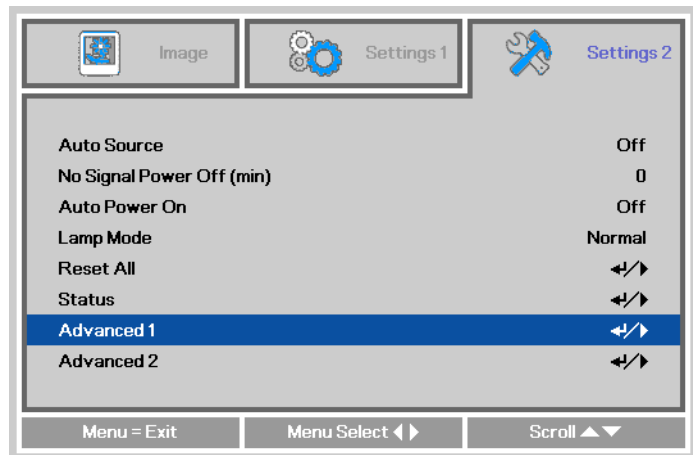 Image Settings 1 Settings 2
Auto Source Off
No Signal Power Off (min) 0
Auto Power On Off
Lamp Mode Normal
Reset All ↵/▶
Status ↵/▶
Advanced 1 ↵/▶
Advanced 2 ↵/▶
Menu = Exit Menu Select ◀▶ Scroll ▲▼